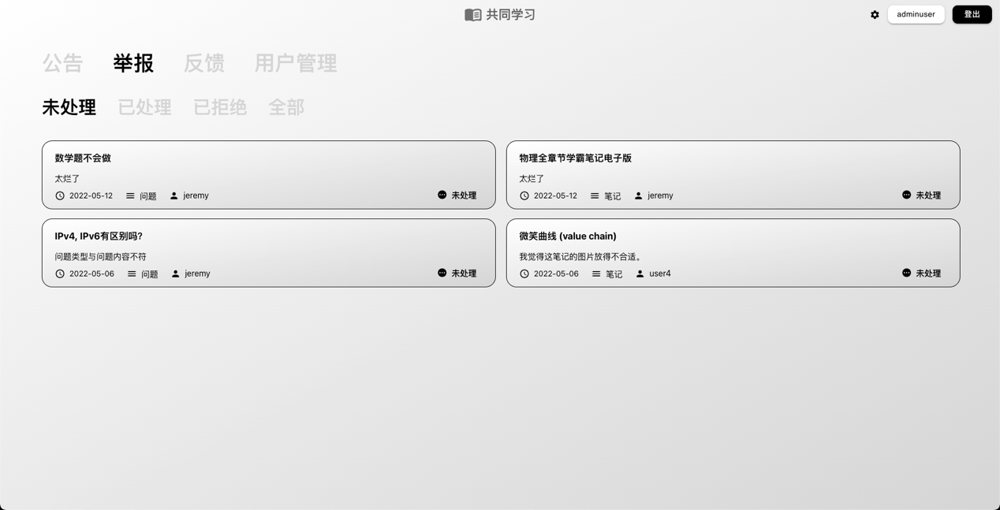 共同学习
adminuser
登出
公告 举报 反馈 用户管理
未处理 已处理 已拒绝 全部
数学题不会做
太烂了
2022-05-12 问题 jeremy 未处理
物理全章节学霸笔记电子版
太烂了
2022-05-12 笔记 jeremy 未处理
IPv4, IPv6有区别吗?
问题类型与问题内容不符
2022-05-06 问题 jeremy 未处理
微笑曲线 (value chain)
我觉得这笔记的图片放得不合适。
2022-05-06 笔记 user4 未处理